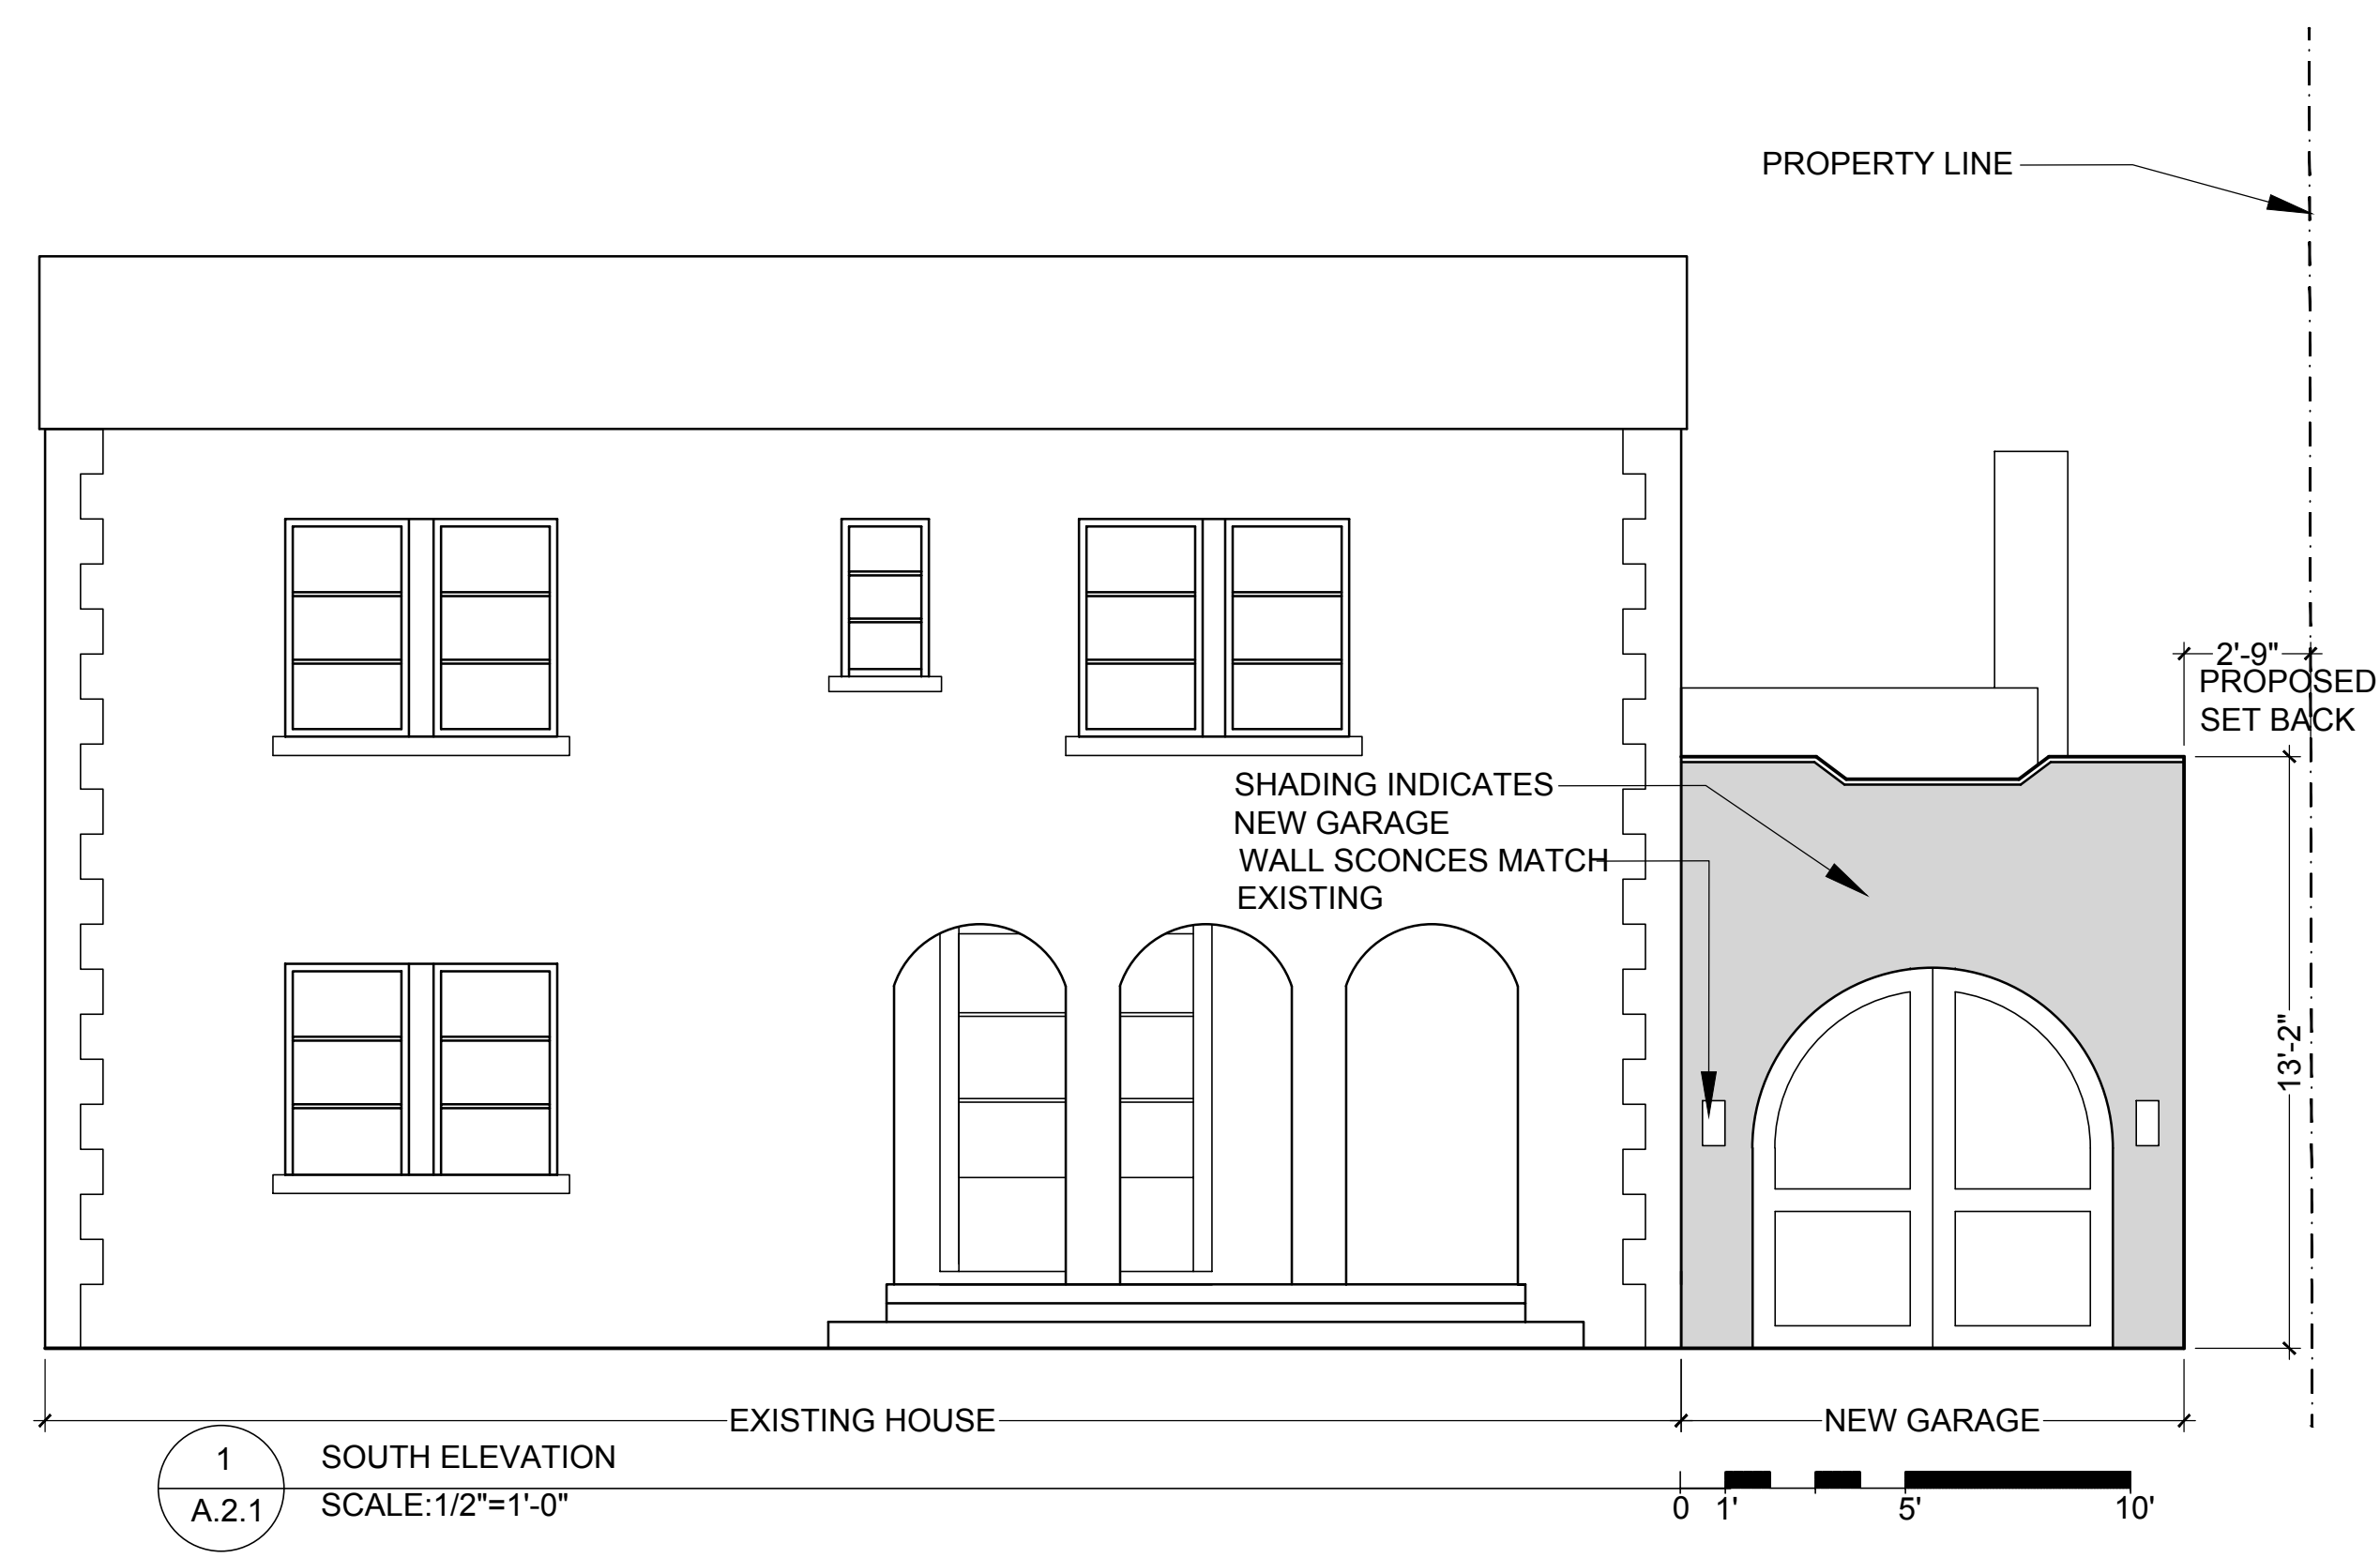 PROPERTY LINE
2'-9"
PROPOSED
SET BACK
SHADING INDICATES
NEW GARAGE
WALL SCONCES MATCH
EXISTING
13'-2"
EXISTING HOUSE
NEW GARAGE
1
SOUTH ELEVATION
A.2.1
SCALE:1/2"=1'-0"
0 1' 5' 10'